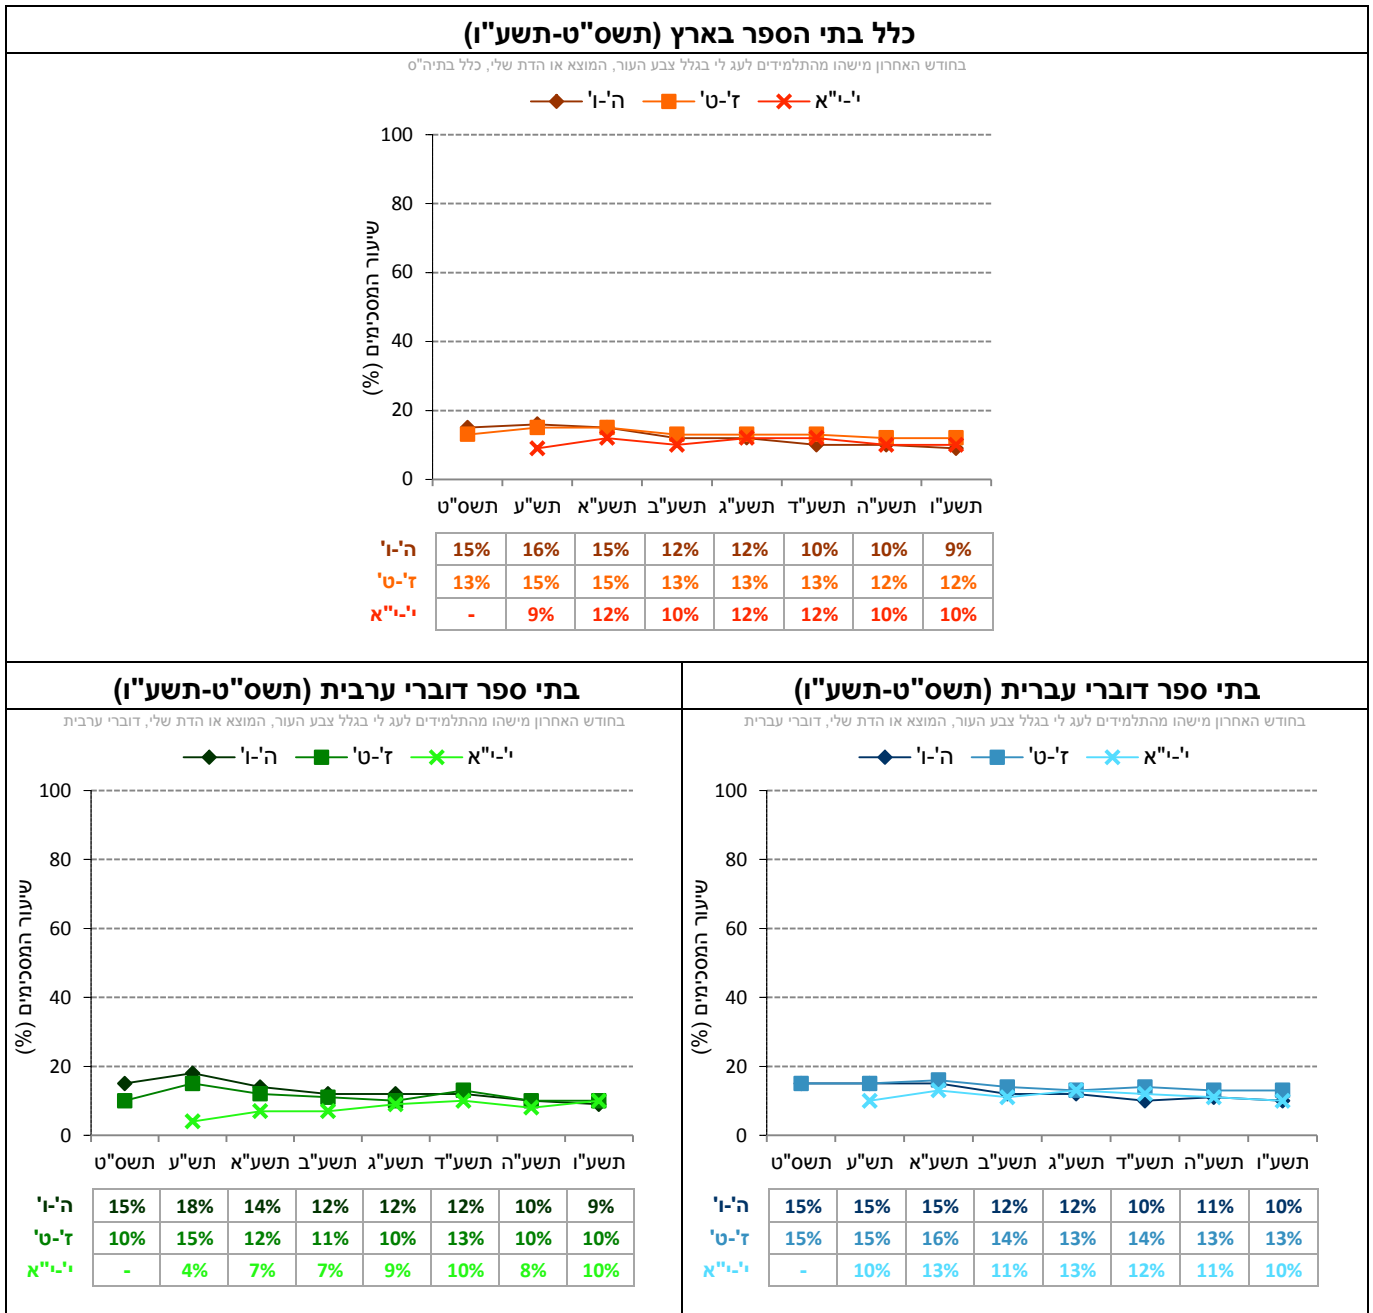 כלל בתי הספר בארץ (תשס"ט-תשע"ו)
בחודש האחרון מישהו מהתלמידים לעג לי בגלל צבע העור, המוצא או הדת שלי, כלל בתיה"ס
ה'-ו' ז'-ט' י'-י"א
שיעור המסכימים (%)
100
80
60
40
20
0
תשס"ט תש"ע תשע"א תשע"ב תשע"ג תשע"ד תשע"ה תשע"ו
ה'-ו' 15% 16% 15% 12% 12% 10% 10% 9%
ז'-ט' 13% 15% 15% 13% 13% 13% 12% 12%
י'-י"א - 9% 12% 10% 12% 12% 10% 10%
בתי ספר דוברי עברית (תשס"ט-תשע"ו)
בחודש האחרון מישהו מהתלמידים לעג לי בגלל צבע העור, המוצא או הדת שלי, דוברי עברית
ה'-ו' ז'-ט' י'-י"א
שיעור המסכימים (%)
100
80
60
40
20
0
תשס"ט תש"ע תשע"א תשע"ב תשע"ג תשע"ד תשע"ה תשע"ו
ה'-ו' 15% 15% 15% 12% 12% 10% 11% 10%
ז'-ט' 15% 15% 16% 14% 13% 14% 13% 13%
י'-י"א - 10% 13% 11% 13% 12% 11% 10%
בתי ספר דוברי ערבית (תשס"ט-תשע"ו)
בחודש האחרון מישהו מהתלמידים לעג לי בגלל צבע העור, המוצא או הדת שלי, דוברי ערבית
ה'-ו' ז'-ט' י'-י"א
שיעור המסכימים (%)
100
80
60
40
20
0
תשס"ט תש"ע תשע"א תשע"ב תשע"ג תשע"ד תשע"ה תשע"ו
ה'-ו' 15% 18% 14% 12% 12% 12% 10% 9%
ז'-ט' 10% 15% 12% 11% 10% 13% 10% 10%
י'-י"א - 4% 7% 7% 9% 10% 8% 10%